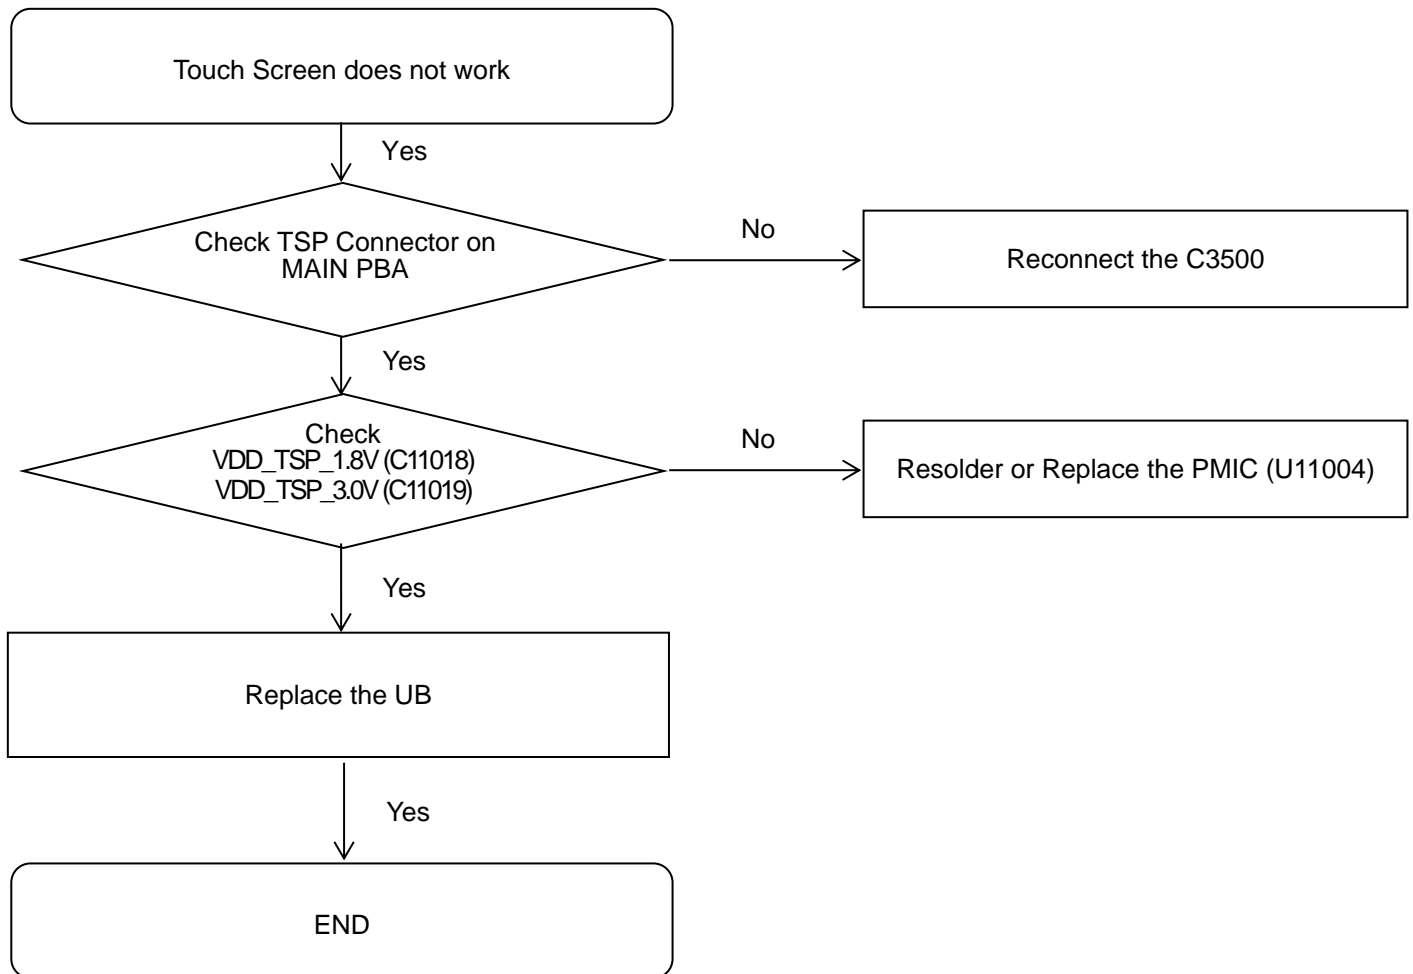 Touch Screen does not work
Yes
Check TSP Connector on
MAIN PBA
No
Reconnect the C3500
Yes
Check
VDD_TSP_1.8V (C11018)
VDD_TSP_3.0V (C11019)
No
Resolder or Replace the PMIC (U11004)
Yes
Replace the UB
Yes
END